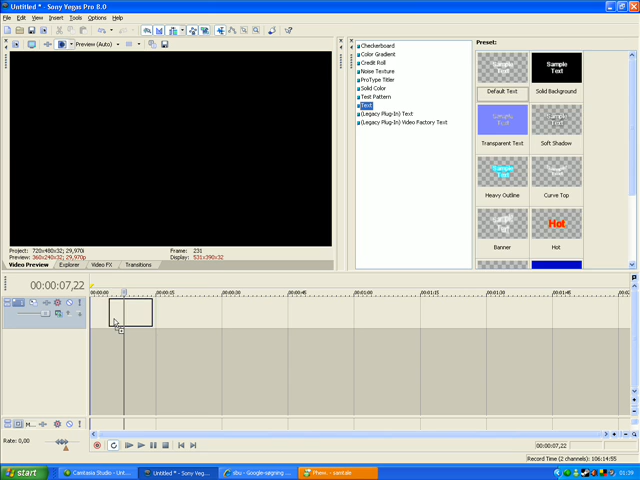 Untitled * - Sony Vegas Pro 8.0
File Edit View Insert Tools Options Help
Preview (Auto)
Checkerboard
Color Gradient
Credit Roll
Noise Texture
ProType Titler
Solid Color
Test Pattern
Text
(Legacy Plug-In) Text
(Legacy Plug-In) Video Factory Text
Preset:
Sample Text
Sample Text
Default Text
Solid Background
Sample Text
Sample Text
Transparent Text
Soft Shadow
Sample Text
Heavy Outline
Curve Top
Sample Text
Hot
Banner
Hot
Project: 720x480x32; 29,970i
Frame: 231
Preview: 360x240x32; 29,970p
Display: 531x390x32
Video Preview Explorer Video FX Transitions
00:00:07,22
00:00:00 00:00:15 00:00:30 00:00:45 00:01:00 00:01:15 00:01:30 00:01:45
M...
Rate: 0,00
00:00:07,22
Record Time (2 channels): 106:14:55
start
Camtasia Studio - Unt...
Untitled * - Sony Veg...
sbu - Google-søgning ...
Phew.. - samtale
01:39